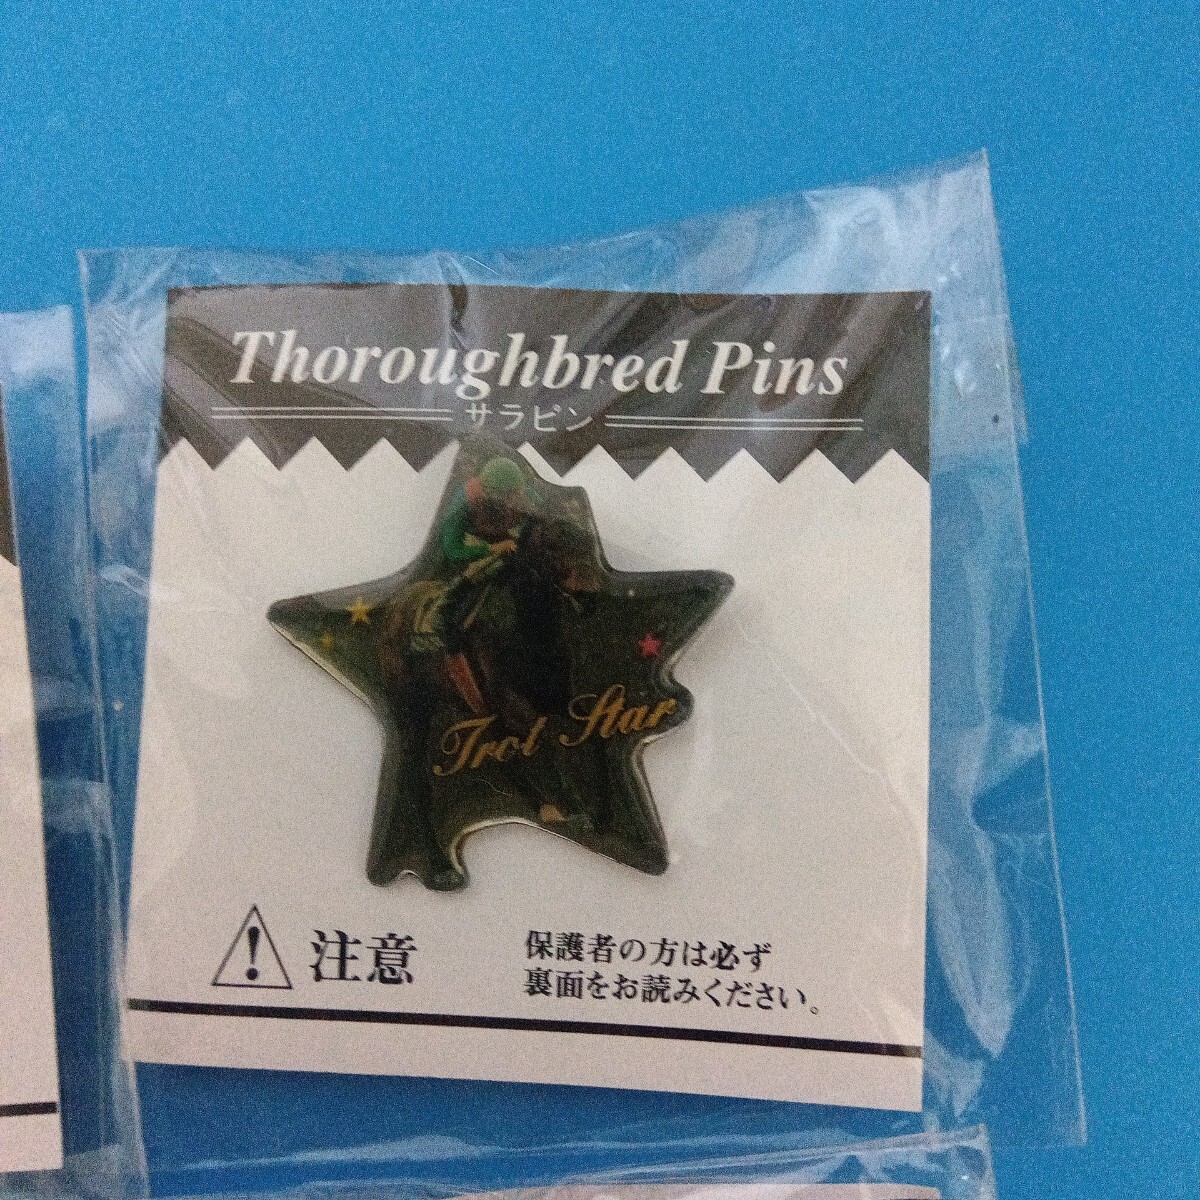 Thoroughbred Pins
サラピン
Trot Star
注意
保護者の方は必ず
裏面をお読みください。